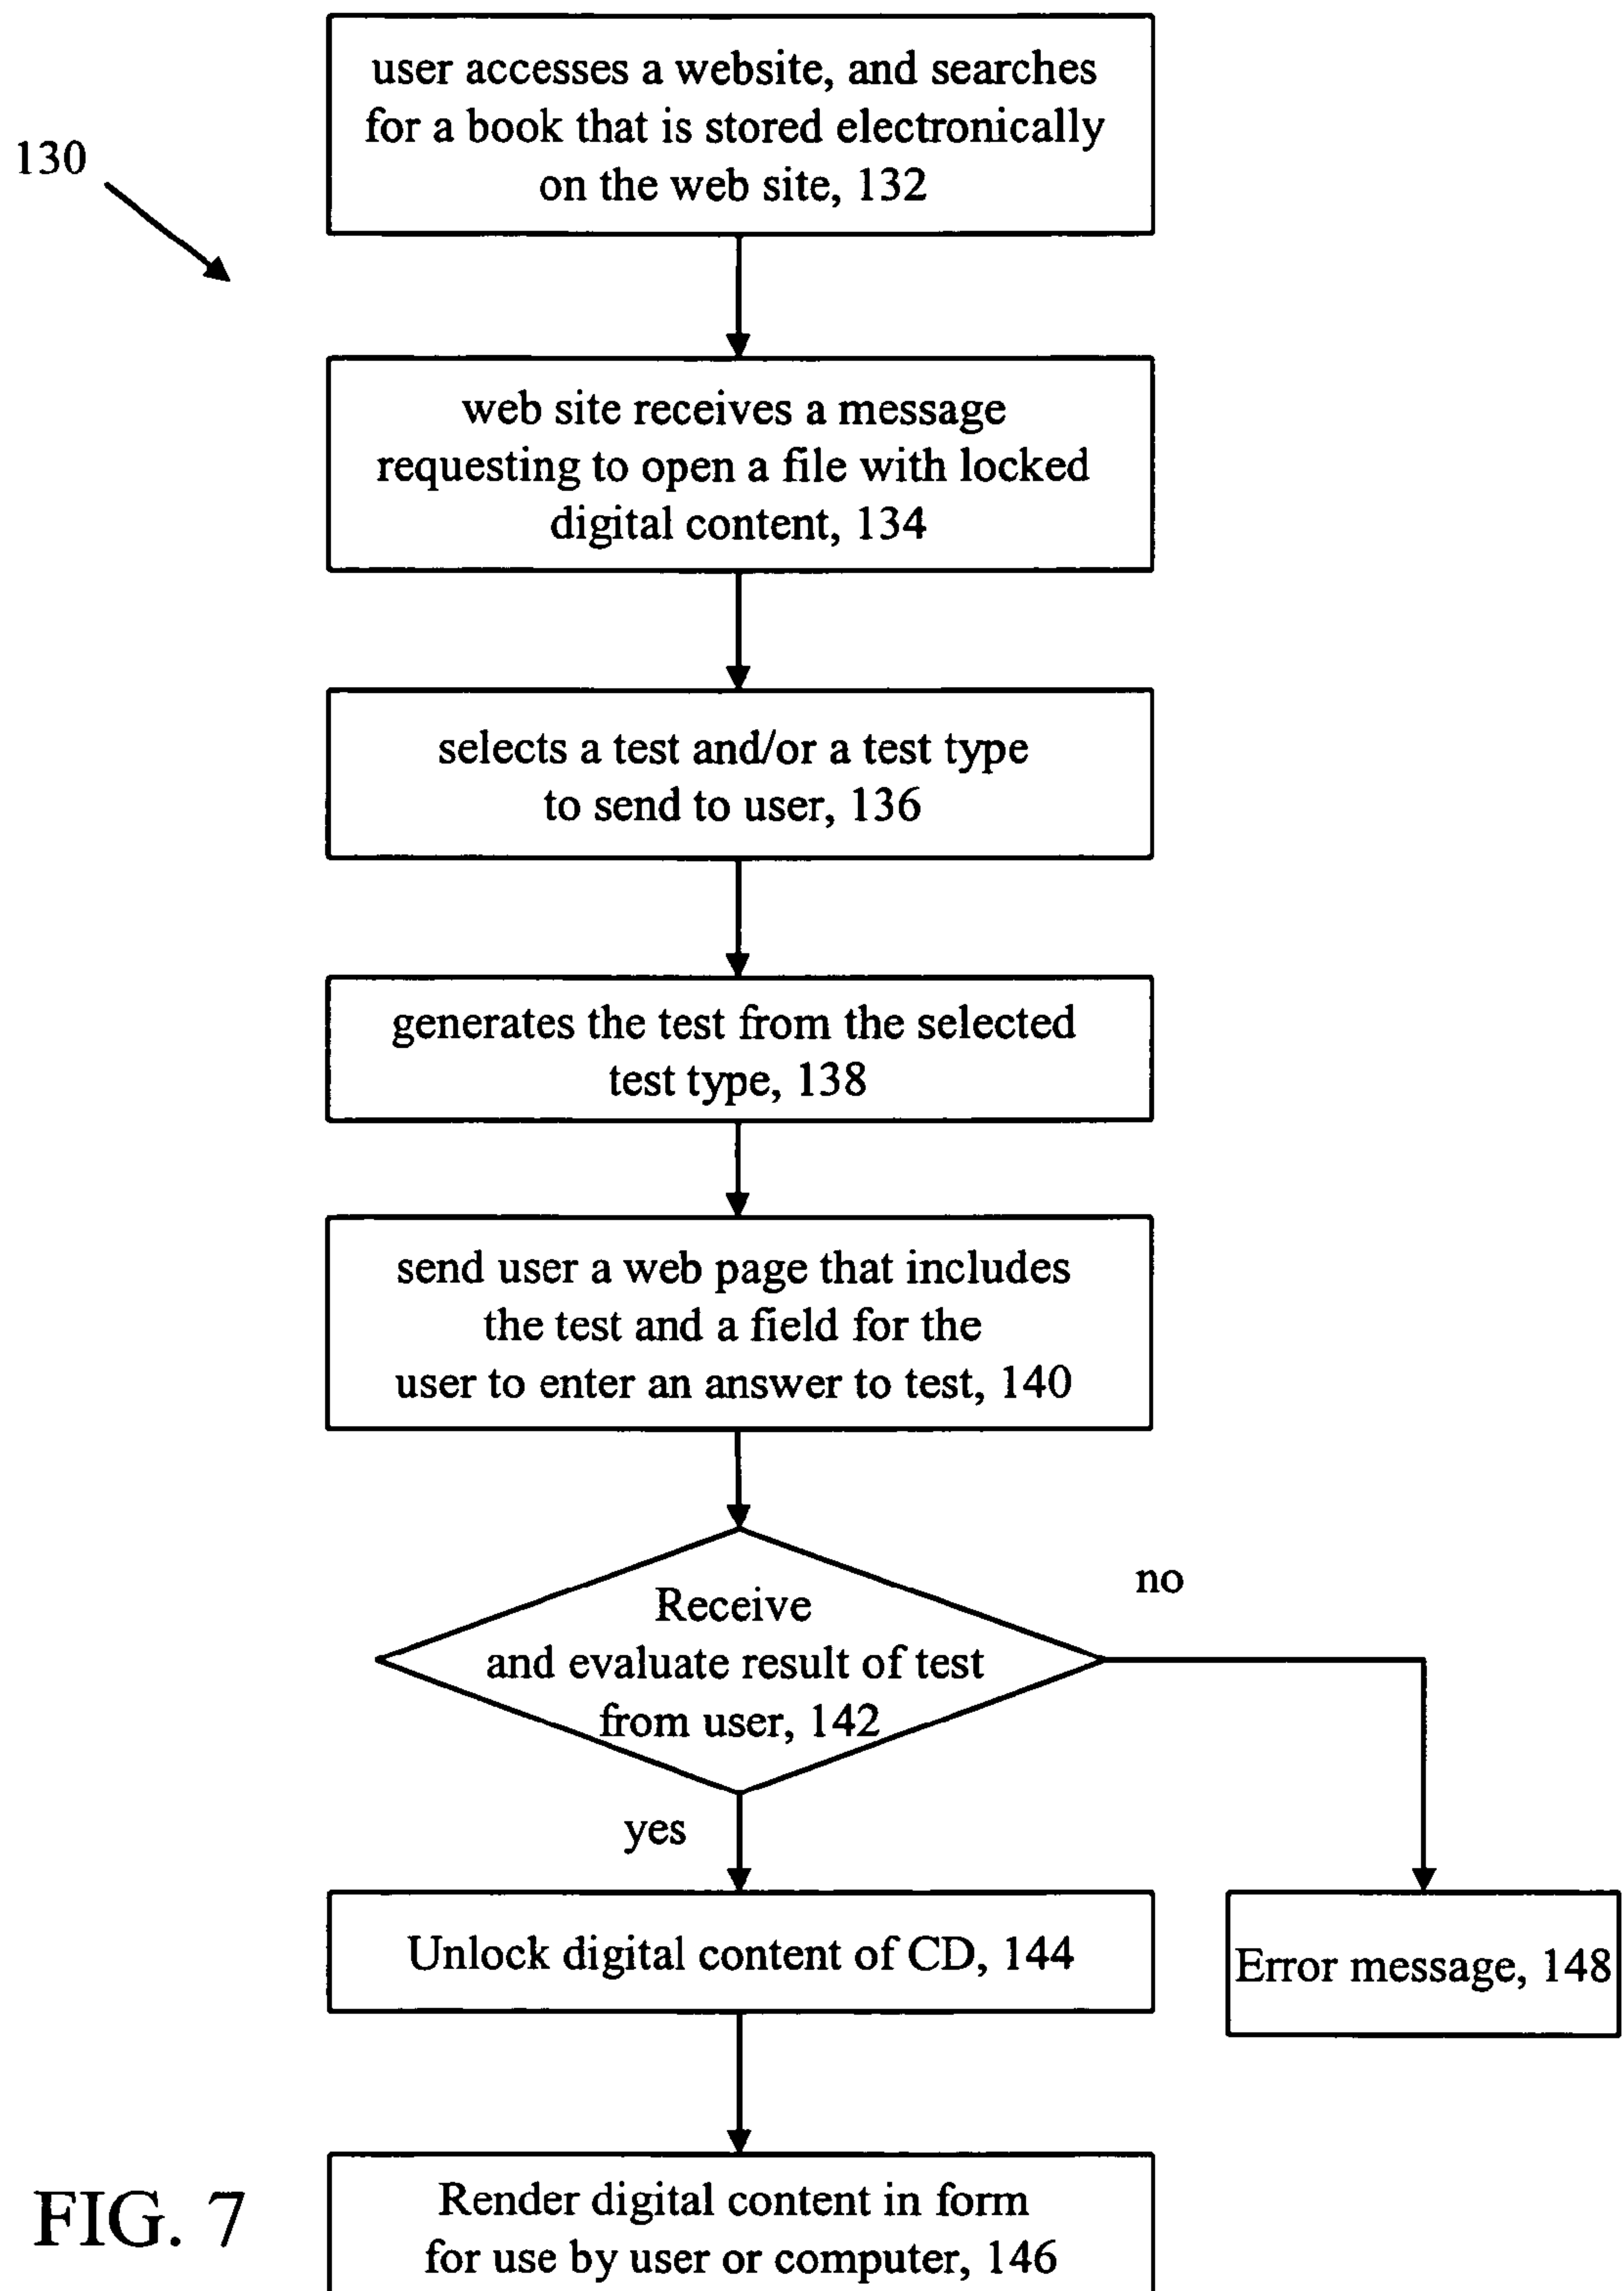 user accesses a website, and searches
for a book that is stored electronically
on the web site, 132
130
web site receives a message
requesting to open a file with locked
digital content, 134
selects a test and/or a test type
to send to user, 136
generates the test from the selected
test type, 138
send user a web page that includes
the test and a field for the
user to enter an answer to test, 140
Receive
and evaluate result of test
from user, 142
no
yes
Unlock digital content of CD, 144
Error message, 148
Render digital content in form
for use by user or computer, 146
FIG. 7